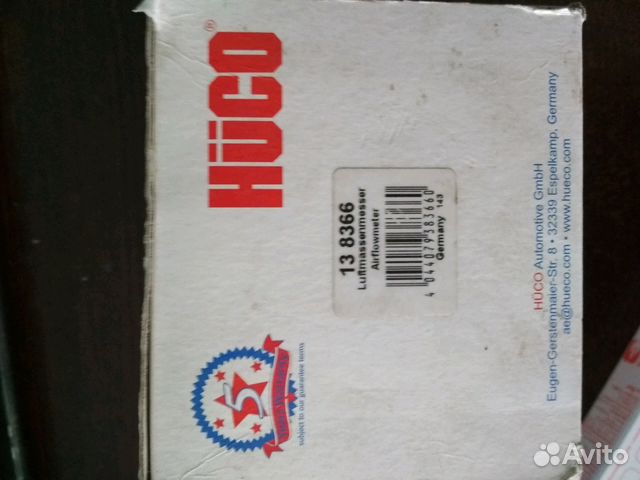 HÜCO®
13 8366
Luftmassenmesser
Airflowmeter
4 044079 383660
Germany 143
5
subject to our guarantee terms
HÜCO Automotive GmbH
Eugen-Gerstenmaier-Str. 8 • 32339 Espelkamp, Germany
ae@hueco.com • www.hueco.com
Avito